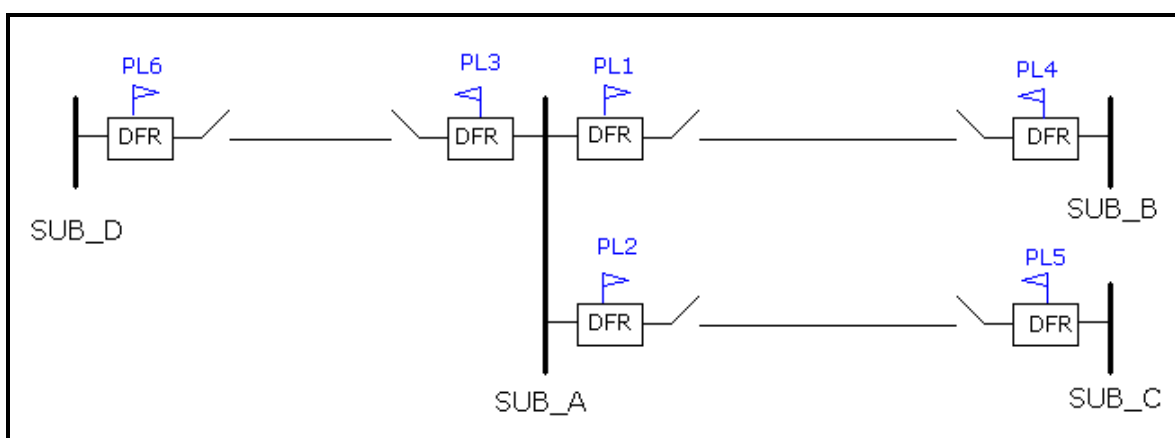 PL6
PL3
PL1
PL4
DFR
DFR
DFR
DFR
SUB_D
SUB_B
PL2
PL5
DFR
DFR
SUB_A
SUB_C